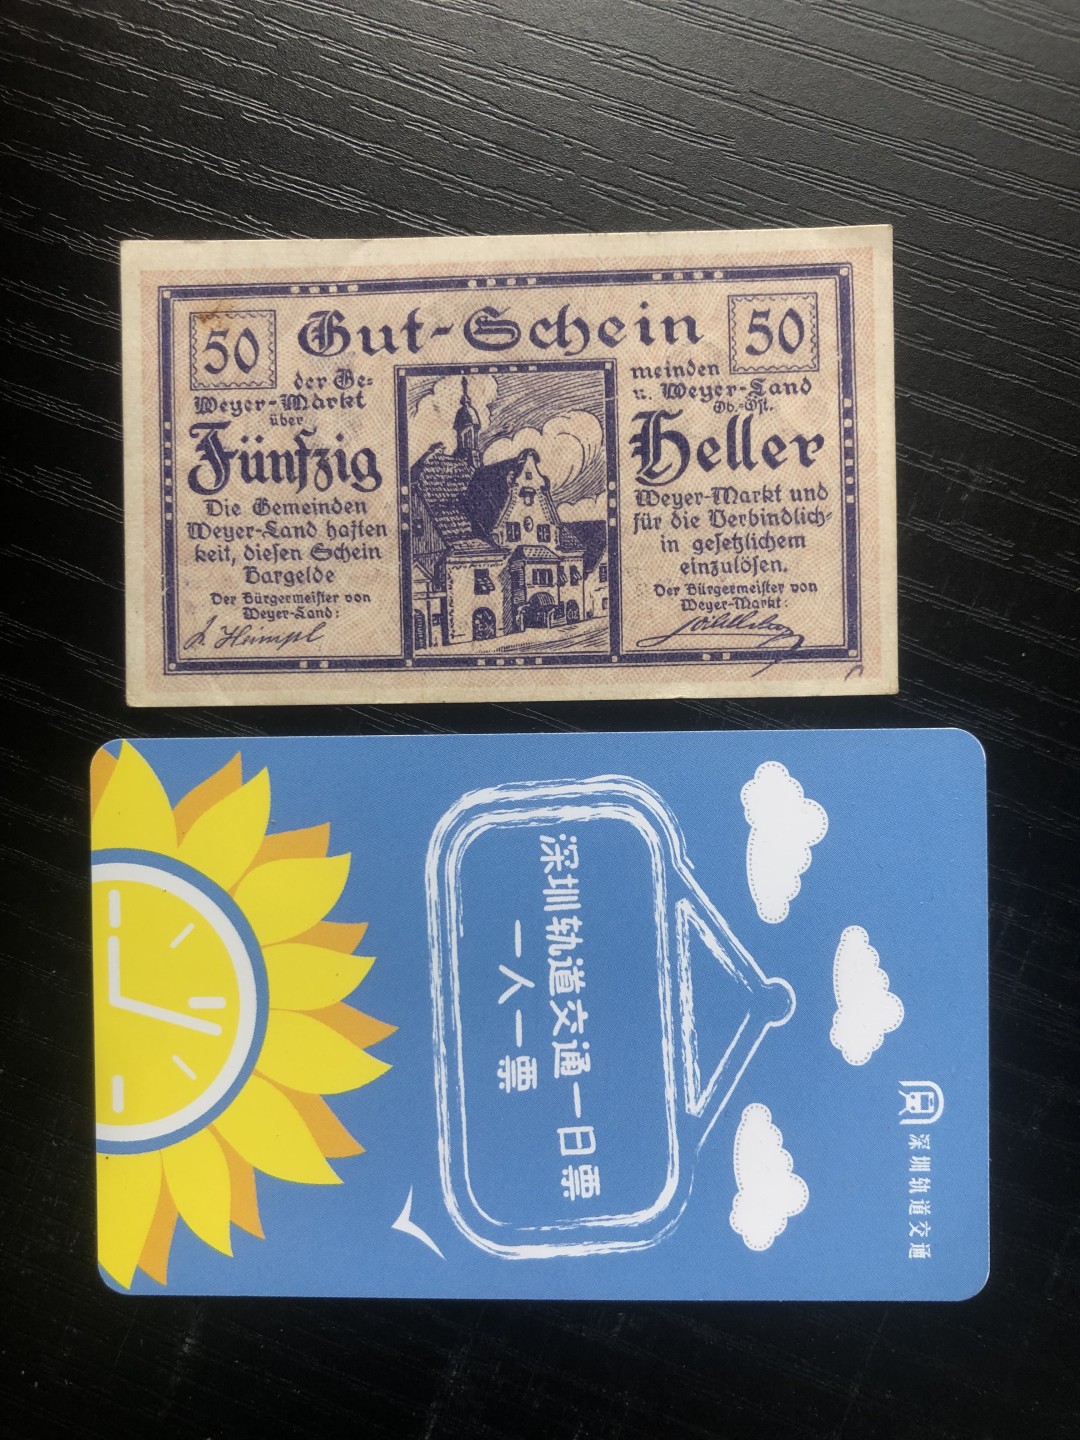 50 Gut-Schein 50
der Ge= meinden
Weyer-Markt u. Weyer-Land
über Ob.-Öst.
Fünfzig Heller
Die Gemeinden Weyer-Markt und
Weyer-Land haften für die Verbindlich-
keit, diesen Schein in gesetzlichem
Bargelde einzulösen.
Der Bürgermeister von
Weyer-Land:
Der Bürgermeister von
Weyer-Markt:
深圳轨道交通一日票
一人一票
深圳轨道交通